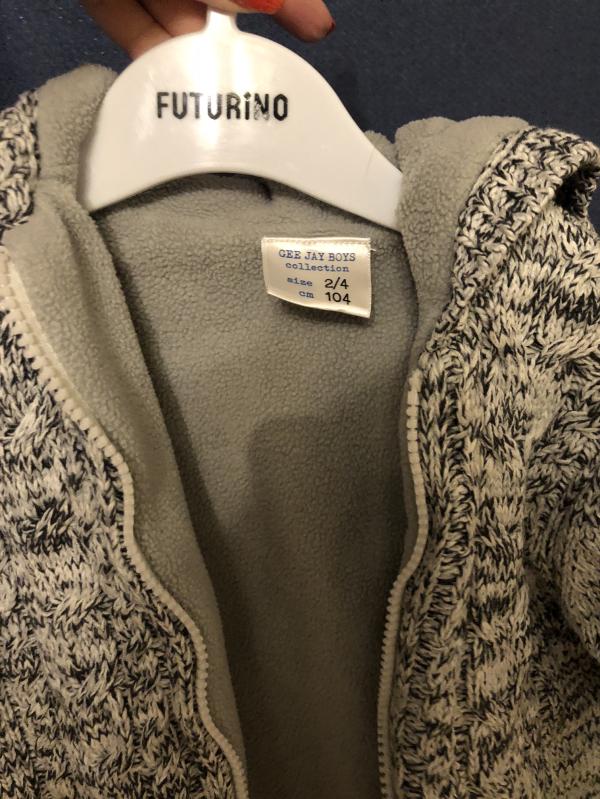 FUTURiNO
GEE JAY BOYS
collection
size 2/4
cm 104